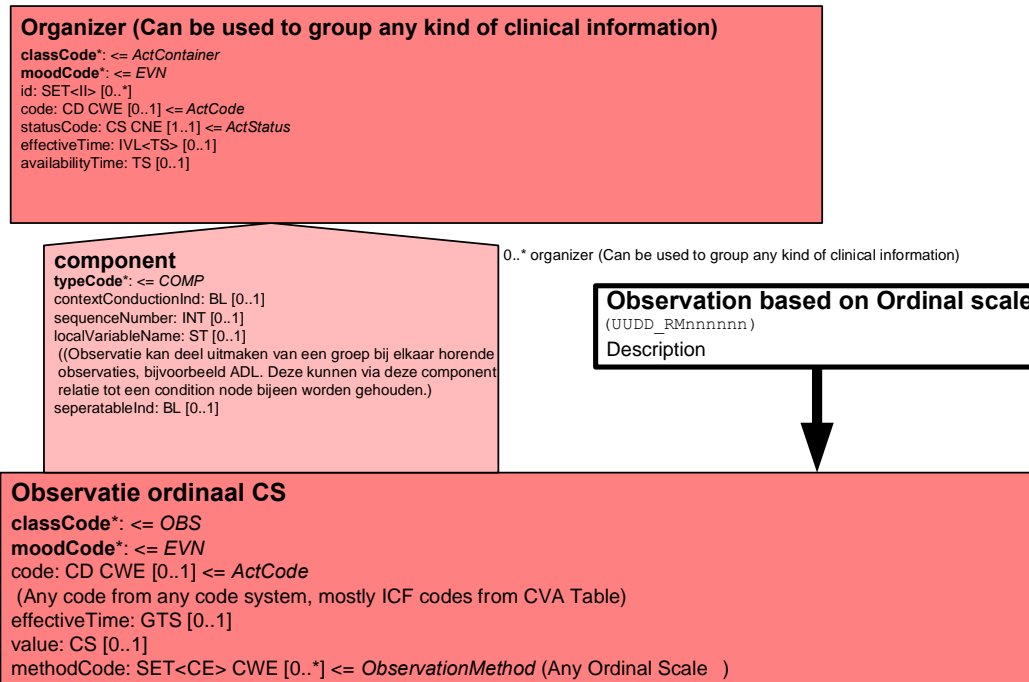 Organizer (Can be used to group any kind of clinical information)
classCode*: <= ActContainer
moodCode*: <= EVN
id: SET<II> [0..*]
code: CD CWE [0..1] <= ActCode
statusCode: CS CNE [1..1] <= ActStatus
effectiveTime: IVL<TS> [0..1]
availabilityTime: TS [0..1]
0..* organizer (Can be used to group any kind of clinical information)
component
typeCode*: <= COMP
contextConductionInd: BL [0..1]
sequenceNumber: INT [0..1]
localVariableName: ST [0..1]
((Observatie kan deel uitmaken van een groep bij elkaar horende
observaties, bijvoorbeeld ADL. Deze kunnen via deze component
relatie tot een condition node bijeen worden gehouden.)
seperatableInd: BL [0..1]
Observation based on Ordinal scale
(UUDD_RMnnnnnn)
Description
Observatie ordinaal CS
classCode*: <= OBS
moodCode*: <= EVN
code: CD CWE [0..1] <= ActCode
(Any code from any code system, mostly ICF codes from CVA Table)
effectiveTime: GTS [0..1]
value: CS [0..1]
methodCode: SET<CE> CWE [0..*] <= ObservationMethod (Any Ordinal Scale )